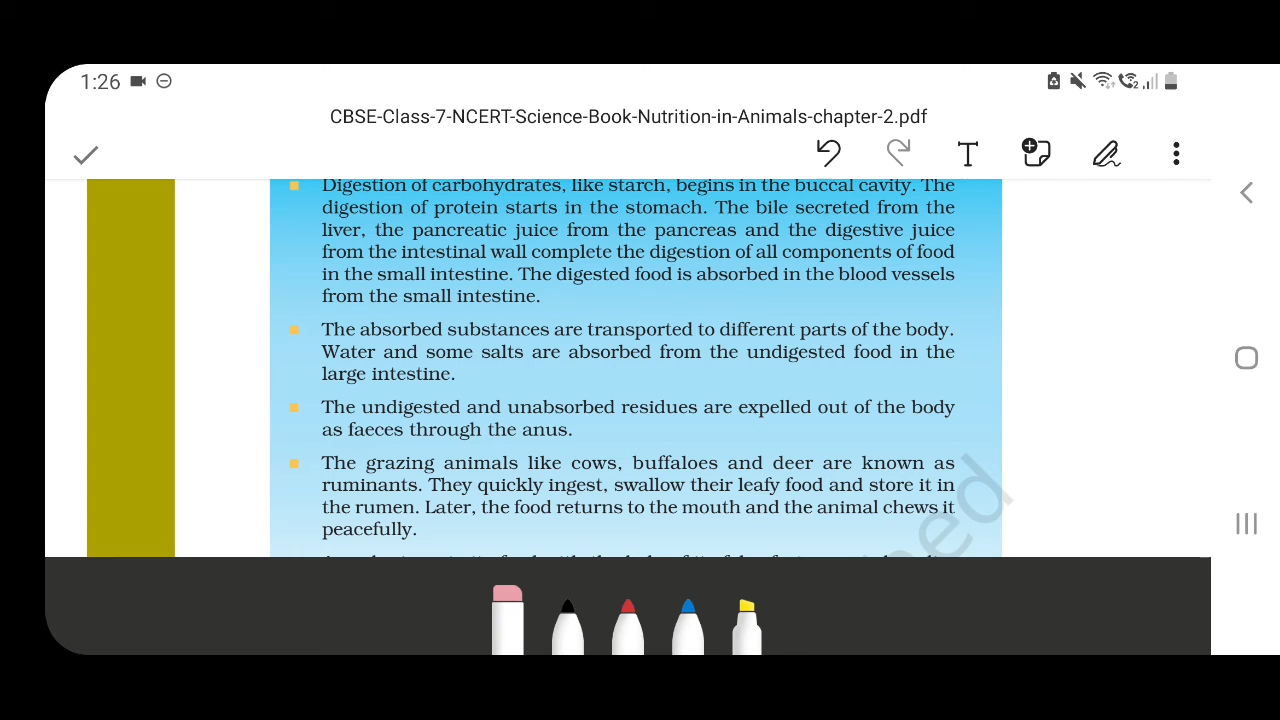 1:26
CBSE-Class-7-NCERT-Science-Book-Nutrition-in-Animals-chapter-2.pdf
T
Digestion of carbohydrates, like starch, begins in the buccal cavity. The
digestion of protein starts in the stomach. The bile secreted from the
liver, the pancreatic juice from the pancreas and the digestive juice
from the intestinal wall complete the digestion of all components of food
in the small intestine. The digested food is absorbed in the blood vessels
from the small intestine.
The absorbed substances are transported to different parts of the body.
Water and some salts are absorbed from the undigested food in the
large intestine.
The undigested and unabsorbed residues are expelled out of the body
as faeces through the anus.
The grazing animals like cows, buffaloes and deer are known as
ruminants. They quickly ingest, swallow their leafy food and store it in
the rumen. Later, the food returns to the mouth and the animal chews it
peacefully.